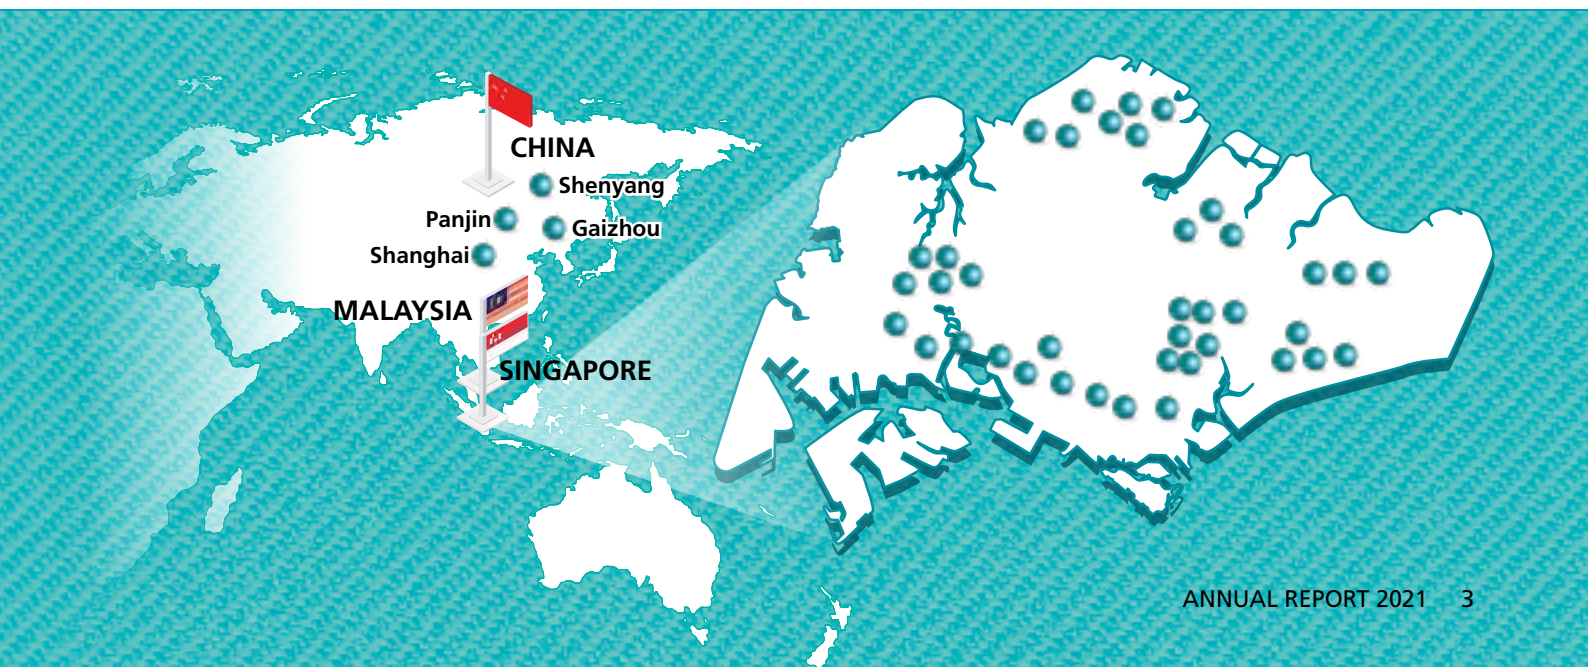 CHINA
Shenyang
Panjin
Gaizhou
Shanghai
MALAYSIA
SINGAPORE
ANNUAL REPORT 2021 3